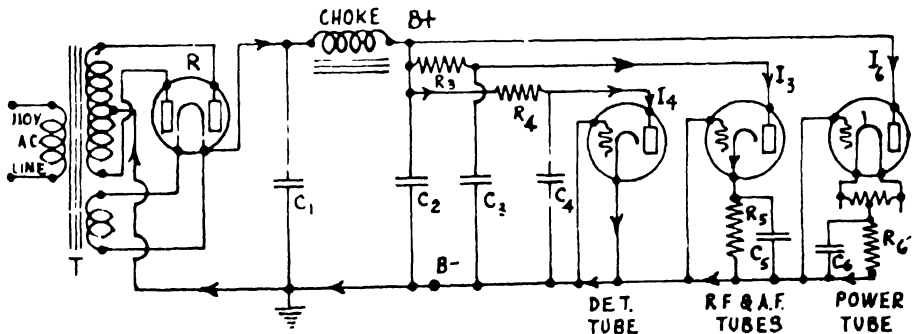 CHOKE
B+
R
R3
I6
I3
I4
R4
110V
A.C
LINE
C1
C2
C3
C4
R5
C5
C6
R6
T
B-
DET.
TUBE
RF & A.F.
TUBES
POWER
TUBE